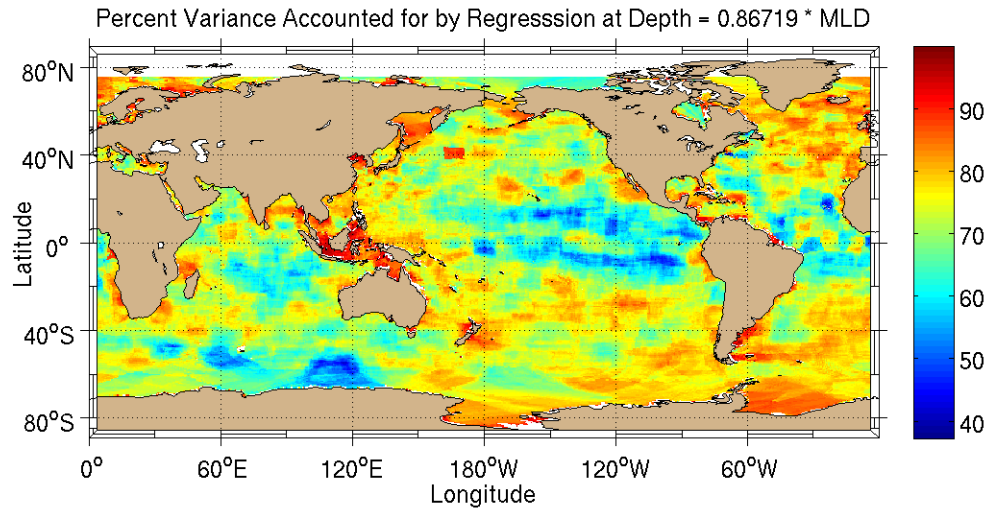 Percent Variance Accounted for by Regresssion at Depth = 0.86719 * MLD
80°N
40°N
0°
40°S
80°S
Latitude
0°
60°E
120°E
180°W
120°W
60°W
Longitude
90
80
70
60
50
40